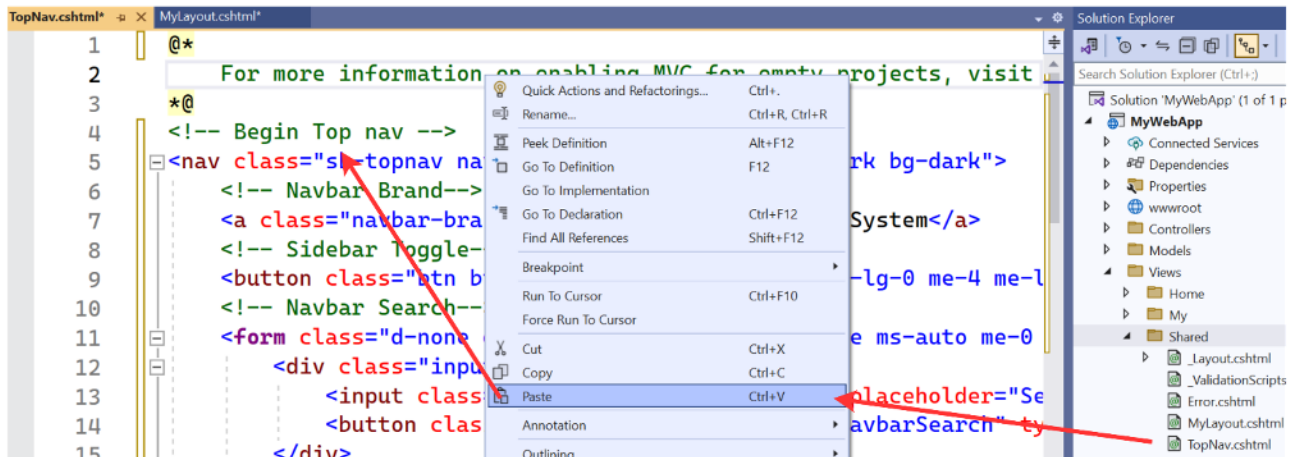 TopNav.cshtml*
MyLayout.cshtml*
1 @*
2 For more information on enabling MVC for empty projects, visit
3 *@
4 <!-- Begin Top nav -->
5 <nav class="sb-topnav na rk bg-dark">
6 <!-- Navbar Brand-->
7 <a class="navbar-bra System</a>
8 <!-- Sidebar Toggle-
9 <button class="btn b -lg-0 me-4 me-l
10 <!-- Navbar Search--
11 <form class="d-none e ms-auto me-0
12 <div class="inpu
13 <input class placeholder="Se
14 <button clas avbarSearch" ty
15 </div>
Quick Actions and Refactorings... Ctrl+.
Rename... Ctrl+R, Ctrl+R
Peek Definition Alt+F12
Go To Definition F12
Go To Implementation
Go To Declaration Ctrl+F12
Find All References Shift+F12
Breakpoint
Run To Cursor Ctrl+F10
Force Run To Cursor
Cut Ctrl+X
Copy Ctrl+C
Paste Ctrl+V
Annotation
Outlining
Solution Explorer
Search Solution Explorer (Ctrl+;)
Solution 'MyWebApp' (1 of 1 p
MyWebApp
Connected Services
Dependencies
Properties
wwwroot
Controllers
Models
Views
Home
My
Shared
_Layout.cshtml
_ValidationScripts
Error.cshtml
MyLayout.cshtml
TopNav.cshtml